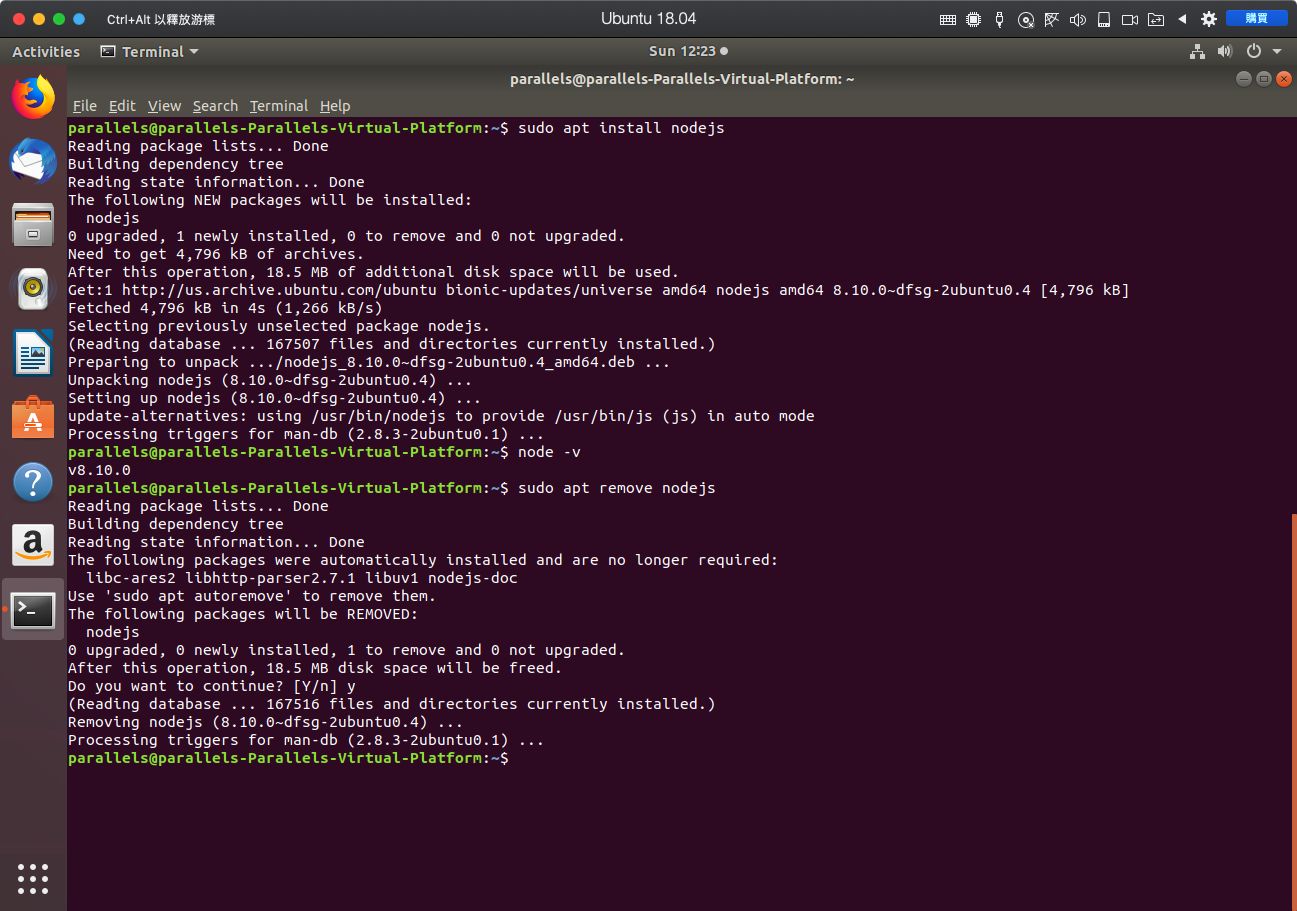 Ctrl+Alt 以釋放游標
Ubuntu 18.04
購買
Activities
Terminal
Sun 12:23
parallels@parallels-Parallels-Virtual-Platform: ~
File Edit View Search Terminal Help
parallels@parallels-Parallels-Virtual-Platform:~$ sudo apt install nodejs
Reading package lists... Done
Building dependency tree
Reading state information... Done
The following NEW packages will be installed:
  nodejs
0 upgraded, 1 newly installed, 0 to remove and 0 not upgraded.
Need to get 4,796 kB of archives.
After this operation, 18.5 MB of additional disk space will be used.
Get:1 http://us.archive.ubuntu.com/ubuntu bionic-updates/universe amd64 nodejs amd64 8.10.0~dfsg-2ubuntu0.4 [4,796 kB]
Fetched 4,796 kB in 4s (1,266 kB/s)
Selecting previously unselected package nodejs.
(Reading database ... 167507 files and directories currently installed.)
Preparing to unpack .../nodejs_8.10.0~dfsg-2ubuntu0.4_amd64.deb ...
Unpacking nodejs (8.10.0~dfsg-2ubuntu0.4) ...
Setting up nodejs (8.10.0~dfsg-2ubuntu0.4) ...
update-alternatives: using /usr/bin/nodejs to provide /usr/bin/js (js) in auto mode
Processing triggers for man-db (2.8.3-2ubuntu0.1) ...
parallels@parallels-Parallels-Virtual-Platform:~$ node -v
v8.10.0
parallels@parallels-Parallels-Virtual-Platform:~$ sudo apt remove nodejs
Reading package lists... Done
Building dependency tree
Reading state information... Done
The following packages were automatically installed and are no longer required:
  libc-ares2 libhttp-parser2.7.1 libuv1 nodejs-doc
Use 'sudo apt autoremove' to remove them.
The following packages will be REMOVED:
  nodejs
0 upgraded, 0 newly installed, 1 to remove and 0 not upgraded.
After this operation, 18.5 MB disk space will be freed.
Do you want to continue? [Y/n] y
(Reading database ... 167516 files and directories currently installed.)
Removing nodejs (8.10.0~dfsg-2ubuntu0.4) ...
Processing triggers for man-db (2.8.3-2ubuntu0.1) ...
parallels@parallels-Parallels-Virtual-Platform:~$